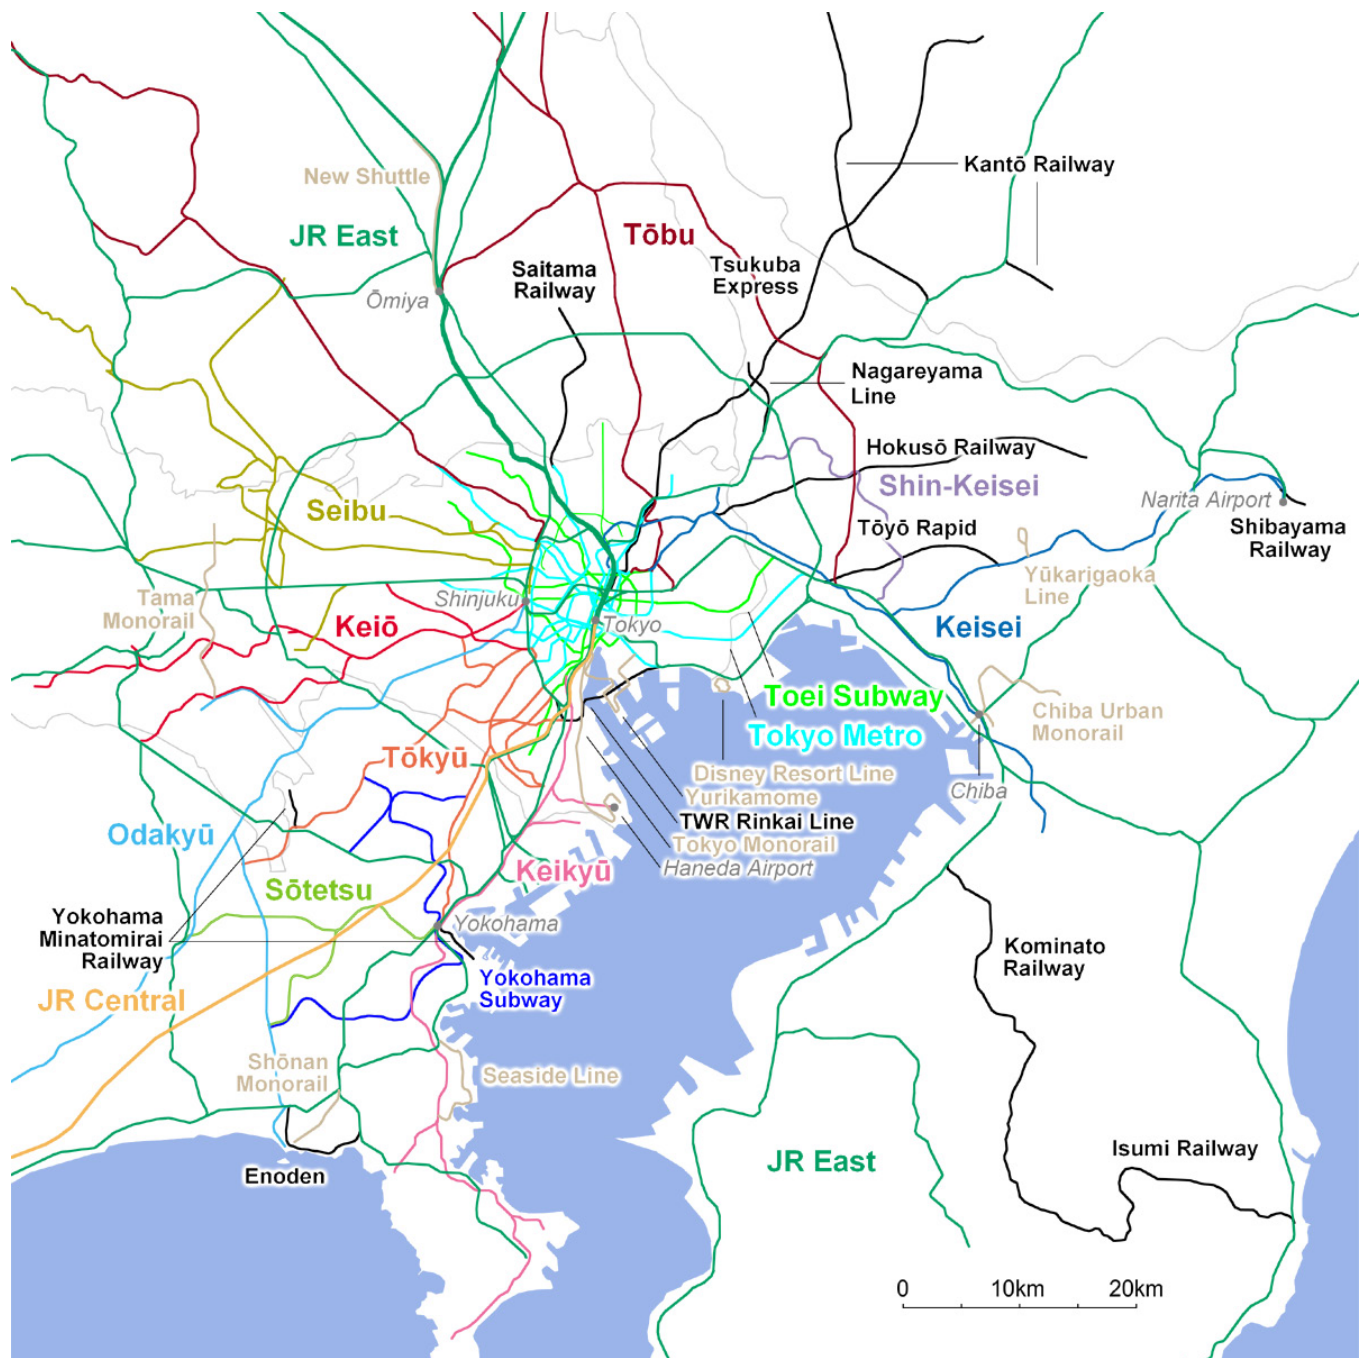 Kantō Railway
New Shuttle
JR East
Tōbu
Saitama
Railway
Tsukuba
Express
Ōmiya
Nagareyama
Line
Hokusō Railway
Shin-Keisei
Seibu
Narita Airport
Tōyō Rapid
Shibayama
Railway
Yūkarigaoka
Line
Tama
Monorail
Shinjuku
Keiō
Tokyo
Keisei
Toei Subway
Tokyo Metro
Chiba Urban
Monorail
Tōkyū
Disney Resort Line
Yurikamome
Chiba
TWR Rinkai Line
Tokyo Monorail
Haneda Airport
Odakyū
Keikyū
Sōtetsu
Yokohama
Minatomirai
Railway
Yokohama
Kominato
Railway
Yokohama
Subway
JR Central
Shōnan
Monorail
Seaside Line
Enoden
JR East
Isumi Railway
0 10km 20km